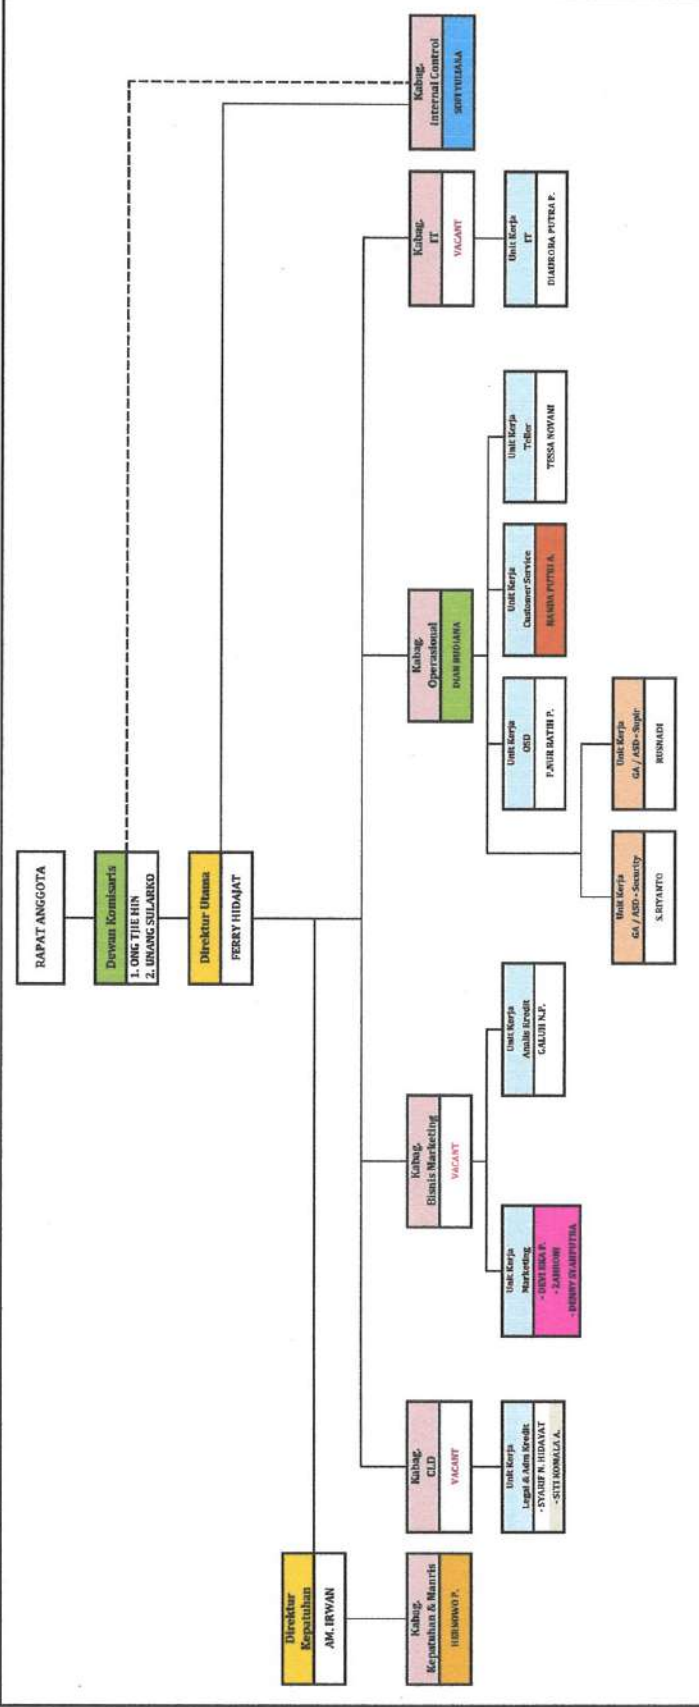 RAPAT ANGGOTA
Dewan Komisaris
1. ONG TJIE HIN
2. UNANG SULARKO
Direktur Utama
FERRY HIDAJAT
Direktur
Kepatuhan
AM. IRWAN
Kabag.
Kepatuhan & Manris
HERMOWO P.
Kabag.
CLD
VACANT
Kabag.
Bisnis Marketing
VACANT
Kabag.
Operasional
DIAN BUDIANA
Kabag.
IT
VACANT
Kabag.
Internal Control
SOFI YULIANA
Unit Kerja
Legal & Adm Kredit
- SYARIF N. HIDAYAT
- SITI KOMALA A.
Unit Kerja
Marketing
- DEVI EKA P.
- ZAHRONI
- DENNY SYAHPUTRA
Unit Kerja
Analis Kredit
GALUH N.P.
Unit Kerja
OSD
P.NUR RATIH P.
Unit Kerja
Customer Service
NANDA PUTRI A.
Unit Kerja
Teller
TESSA NOVANI
Unit Kerja
IT
DIANDRORA PUTRA P.
Unit Kerja
GA / ASD - Security
S.RIYANTO
Unit Kerja
GA / ASD - Supir
RUSNADI